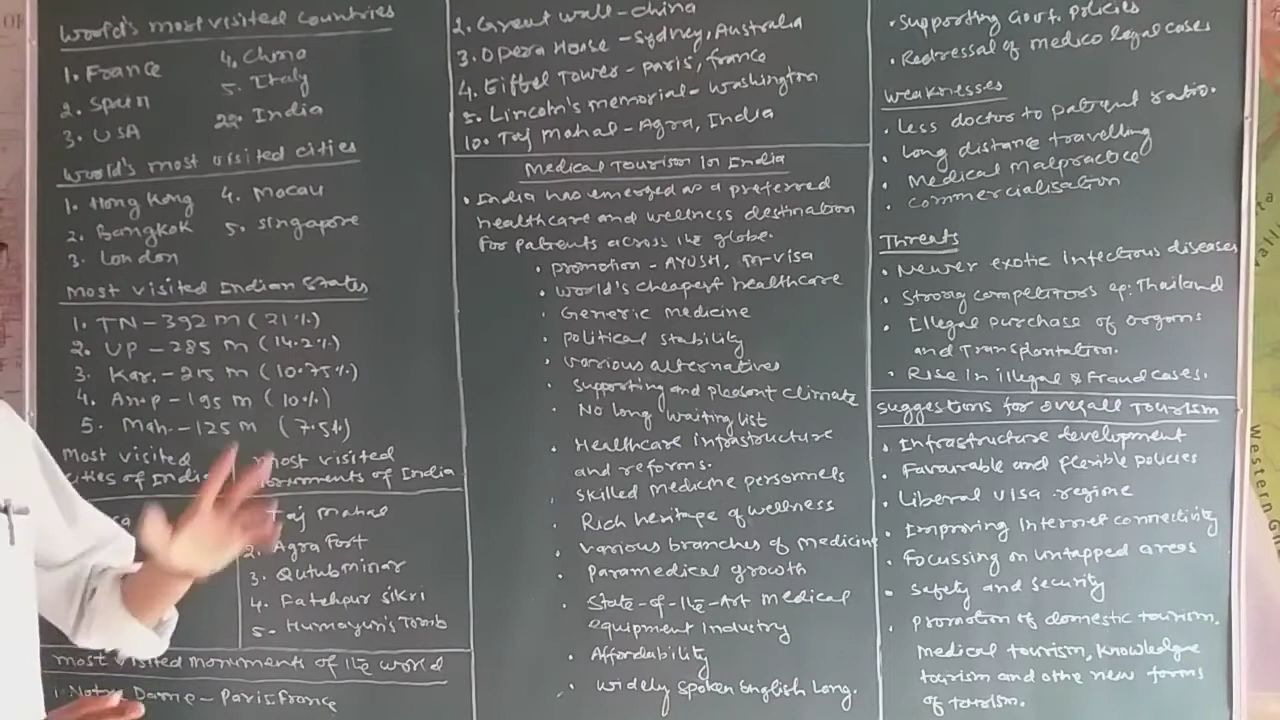 World's most visited countries
1. France
2. Spain
3. USA
4. China
5. Italy
22. India
World's most visited cities
1. Hong Kong
2. Bangkok
3. London
4. Macau
5. Singapore
Most visited Indian States
1. TN - 392 M (21%)
2. UP - 285 M (14.2%)
3. Kar. - 215 M (10.75%)
4. An.P - 195 M (10%)
5. Mah. - 125 M (7.5%)
Most visited
cities of India
most visited
monuments of India
Taj Mahal
2. Agra Fort
3. Qutubminar
4. Fatehpur Sikri
5. Humayun's Tomb
most visited monuments of the world
1. Notre Dame - Paris France
2. Great Wall - China
3. Opera House - Sydney, Australia
4. Eiffel Tower - Paris, France
5. Lincoln's memorial - Washington
10. Taj Mahal - Agra, India
Medical Tourism in India
• India has emerged as a preferred
healthcare and wellness destination
for patients across the globe.
• promotion - AYUSH, m-visa
• World's cheapest healthcare
• Generic medicine
• political stability
• various alternatives
• Supporting and pleasant climate
• No long waiting list
• Healthcare infrastructure
and reforms.
• skilled medicine personnels
• Rich heritage of wellness
• various branches of medicine
• paramedical growth
• State-of-the-Art medical
equipment Industry
• Affordability
• widely spoken English Lang.
• Supporting Govt. policies
• Redressal of medico legal cases
Weaknesses
• Less doctor to patient ratio.
• Long distance travelling
• Medical Malpractice
• commercialisation
Threats
• Newer exotic infectious diseases
• Strong competitors eg: Thailand
• Illegal purchase of organs
and Transplantation.
• Rise in illegal & Fraud cases.
Suggestions for overall Tourism
• Infrastructure development
• Favourable and flexible policies
• Liberal visa regime
• Improving Internet connectivity
• Focussing on untapped areas
• safety and security
• promotion of domestic tourism.
medical tourism, knowledge
tourism and othe new forms
of tourism.